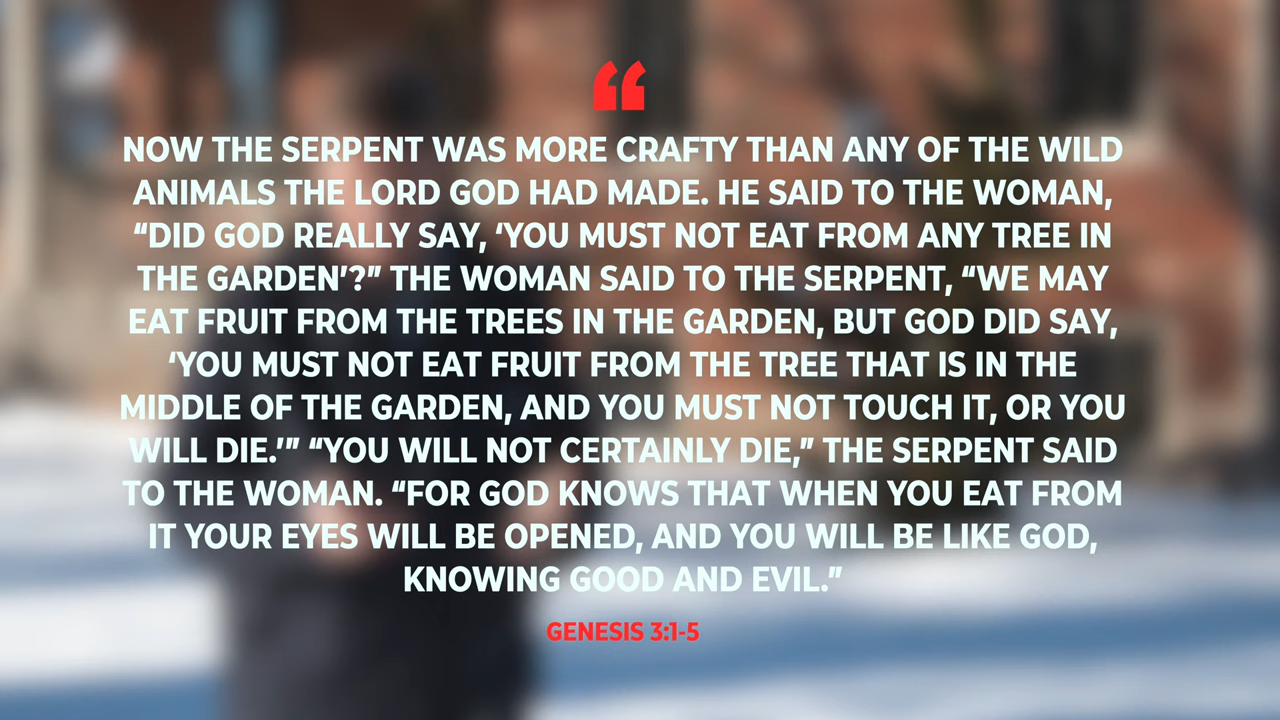 “
NOW THE SERPENT WAS MORE CRAFTY THAN ANY OF THE WILD
ANIMALS THE LORD GOD HAD MADE. HE SAID TO THE WOMAN,
“DID GOD REALLY SAY, ‘YOU MUST NOT EAT FROM ANY TREE IN
THE GARDEN’?” THE WOMAN SAID TO THE SERPENT, “WE MAY
EAT FRUIT FROM THE TREES IN THE GARDEN, BUT GOD DID SAY,
‘YOU MUST NOT EAT FRUIT FROM THE TREE THAT IS IN THE
MIDDLE OF THE GARDEN, AND YOU MUST NOT TOUCH IT, OR YOU
WILL DIE.’” “YOU WILL NOT CERTAINLY DIE,” THE SERPENT SAID
TO THE WOMAN. “FOR GOD KNOWS THAT WHEN YOU EAT FROM
IT YOUR EYES WILL BE OPENED, AND YOU WILL BE LIKE GOD,
KNOWING GOOD AND EVIL.”
GENESIS 3:1-5